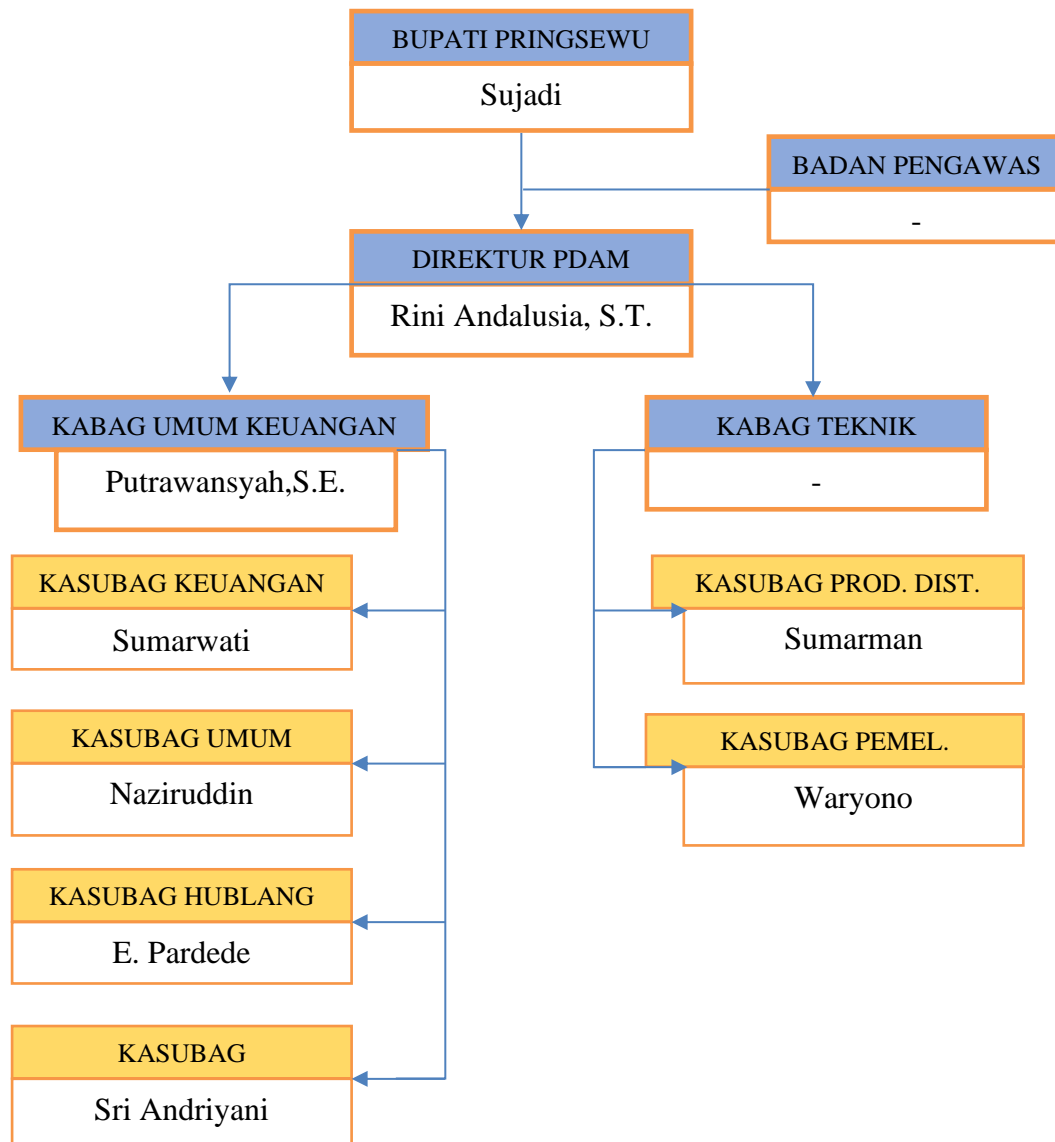 BUPATI PRINGSEWU
Sujadi
BADAN PENGAWAS
-
DIREKTUR PDAM
Rini Andalusia, S.T.
KABAG UMUM KEUANGAN
Putrawansyah,S.E.
KABAG TEKNIK
-
KASUBAG KEUANGAN
Sumarwati
KASUBAG UMUM
Naziruddin
KASUBAG HUBLANG
E. Pardede
KASUBAG
Sri Andriyani
KASUBAG PROD. DIST.
Sumarman
KASUBAG PEMEL.
Waryono